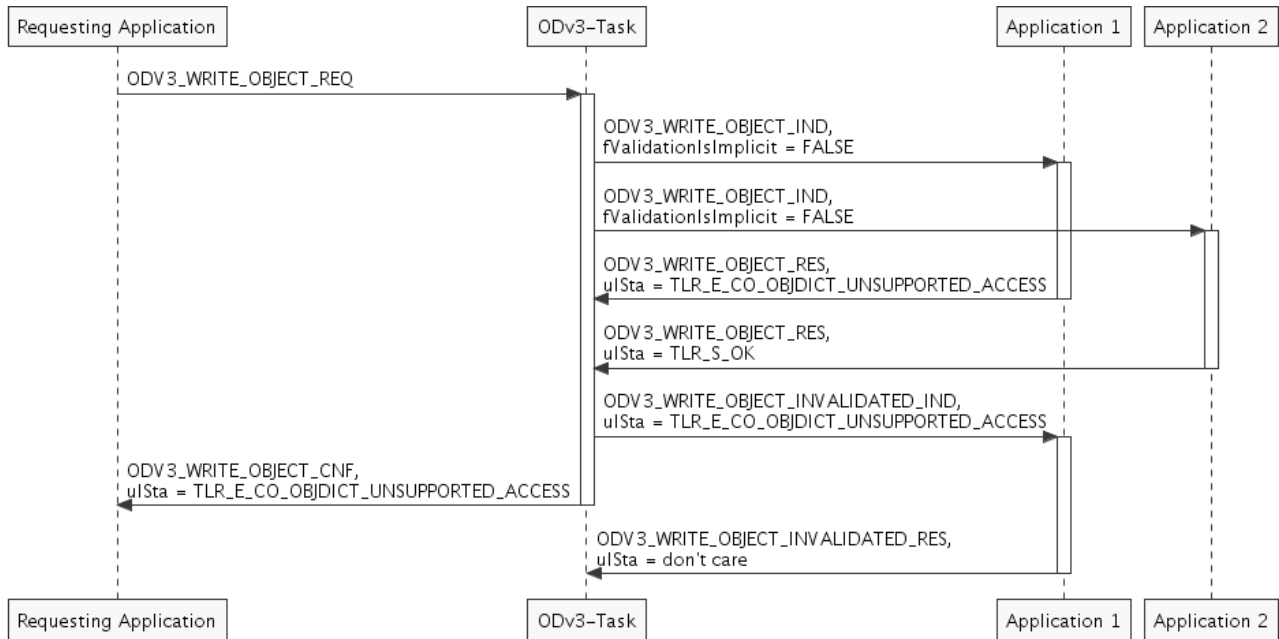 Requesting Application
ODv3-Task
Application 1
Application 2
ODV3_WRITE_OBJECT_REQ
ODV3_WRITE_OBJECT_IND,
fValidationIsImplicit = FALSE
ODV3_WRITE_OBJECT_IND,
fValidationIsImplicit = FALSE
ODV3_WRITE_OBJECT_RES,
ulSta = TLR_E_CO_OBJDICT_UNSUPPORTED_ACCESS
ODV3_WRITE_OBJECT_RES,
ulSta = TLR_S_OK
ODV3_WRITE_OBJECT_INVALIDATED_IND,
ulSta = TLR_E_CO_OBJDICT_UNSUPPORTED_ACCESS
ODV3_WRITE_OBJECT_CNF,
ulSta = TLR_E_CO_OBJDICT_UNSUPPORTED_ACCESS
ODV3_WRITE_OBJECT_INVALIDATED_RES,
ulSta = don't care
Requesting Application
ODv3-Task
Application 1
Application 2